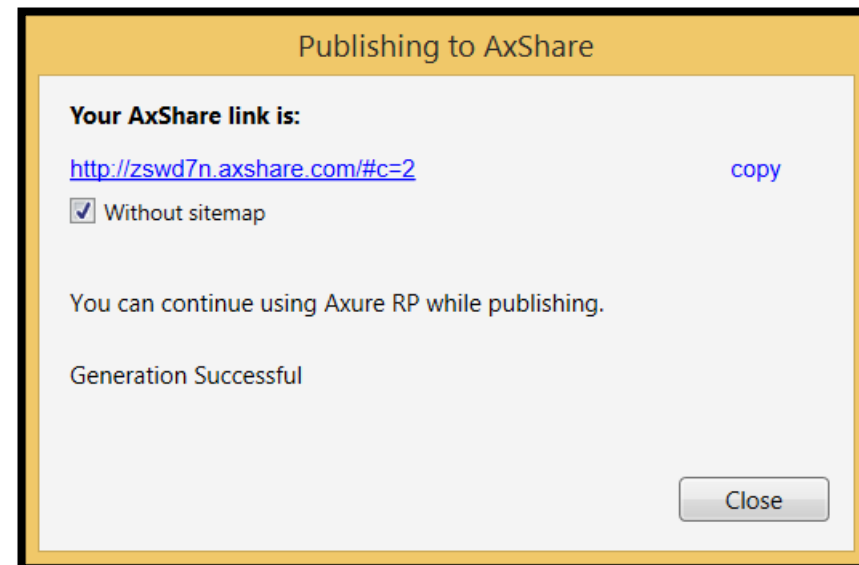 Publishing to AxShare
Your AxShare link is:
http://zswd7n.axshare.com/#c=2 copy
Without sitemap
You can continue using Axure RP while publishing.
Generation Successful
Close